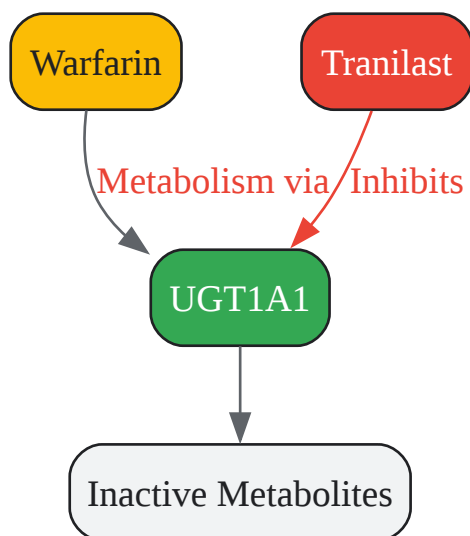 Warfarin
Tranilast
Metabolism via
Inhibits
UGT1A1
Inactive Metabolites